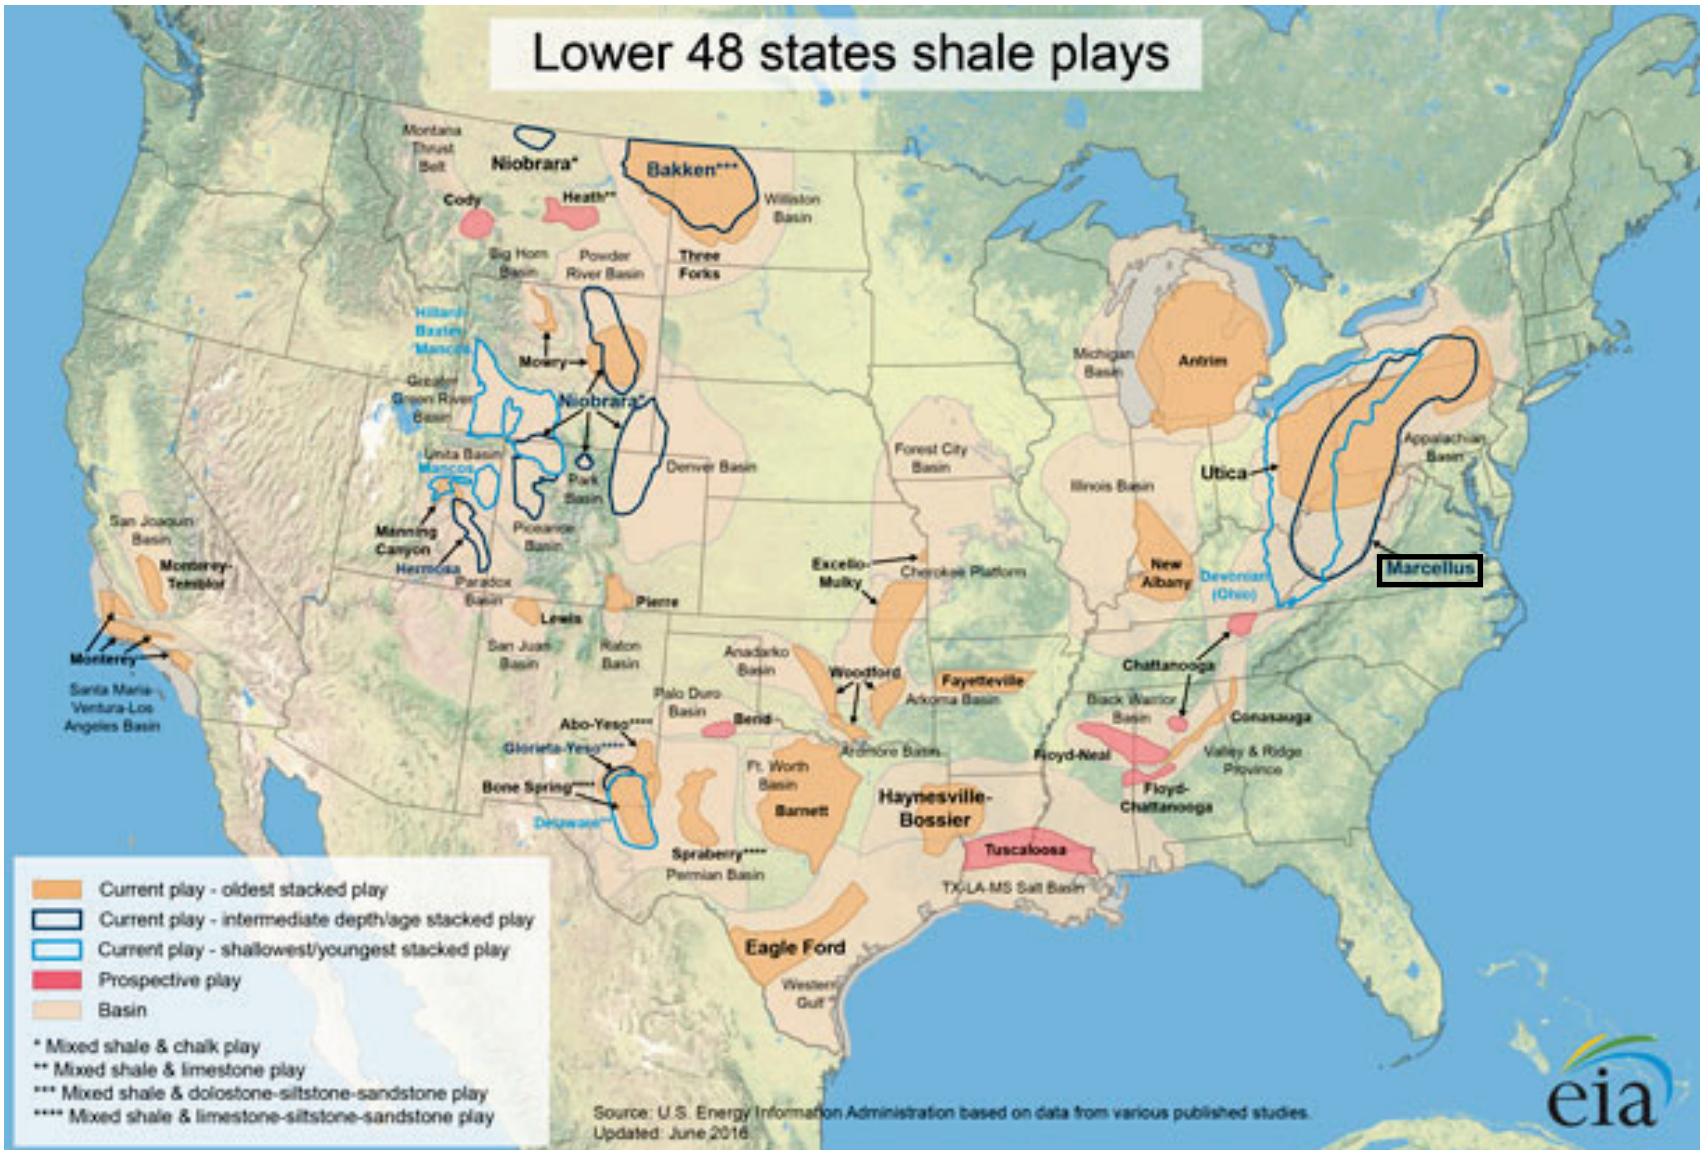 Lower 48 states shale plays
Montana
Thrust
Belt
Niobrara*
Bakken***
Cody
Heath**
Williston
Basin
Big Horn
Basin
Powder
River Basin
Three
Forks
Hilliard-
Baxter-
Mancos
Mowry
Greater
Green River
Basin
Niobrara*
Michigan
Basin
Antrim
Uinta Basin
Mancos
Park
Basin
Denver Basin
Forest City
Basin
Illinois Basin
Utica
Appalachian
Basin
San Joaquin
Basin
Monterey-
Temblor
Manning
Canyon
Hermosa
Piceance
Basin
Paradox
Basin
Excello-
Mulky
Cherokee Platform
New
Albany
Devonian
(Ohio)
Marcellus
Pierre
Lewis
San Juan
Basin
Raton
Basin
Monterey
Santa Maria-
Ventura-Los
Angeles Basin
Anadarko
Basin
Woodford
Fayetteville
Arkoma Basin
Chattanooga
Black Warrior
Basin
Conasauga
Palo Duro
Basin
Bend
Abo-Yeso****
Glorieta-Yeso****
Bone Spring****
Delaware**
Ardmore Basin
Floyd-Neal
Valley & Ridge
Province
Ft. Worth
Basin
Barnett
Haynesville-
Bossier
Floyd-
Chattanooga
Spraberry****
Permian Basin
Tuscaloosa
TX-LA-MS Salt Basin
Eagle Ford
Western
Gulf
Current play - oldest stacked play
Current play - intermediate depth/age stacked play
Current play - shallowest/youngest stacked play
Prospective play
Basin
* Mixed shale & chalk play
** Mixed shale & limestone play
*** Mixed shale & dolostone-siltstone-sandstone play
**** Mixed shale & limestone-siltstone-sandstone play
Source: U.S. Energy Information Administration based on data from various published studies.
Updated: June 2016
eia